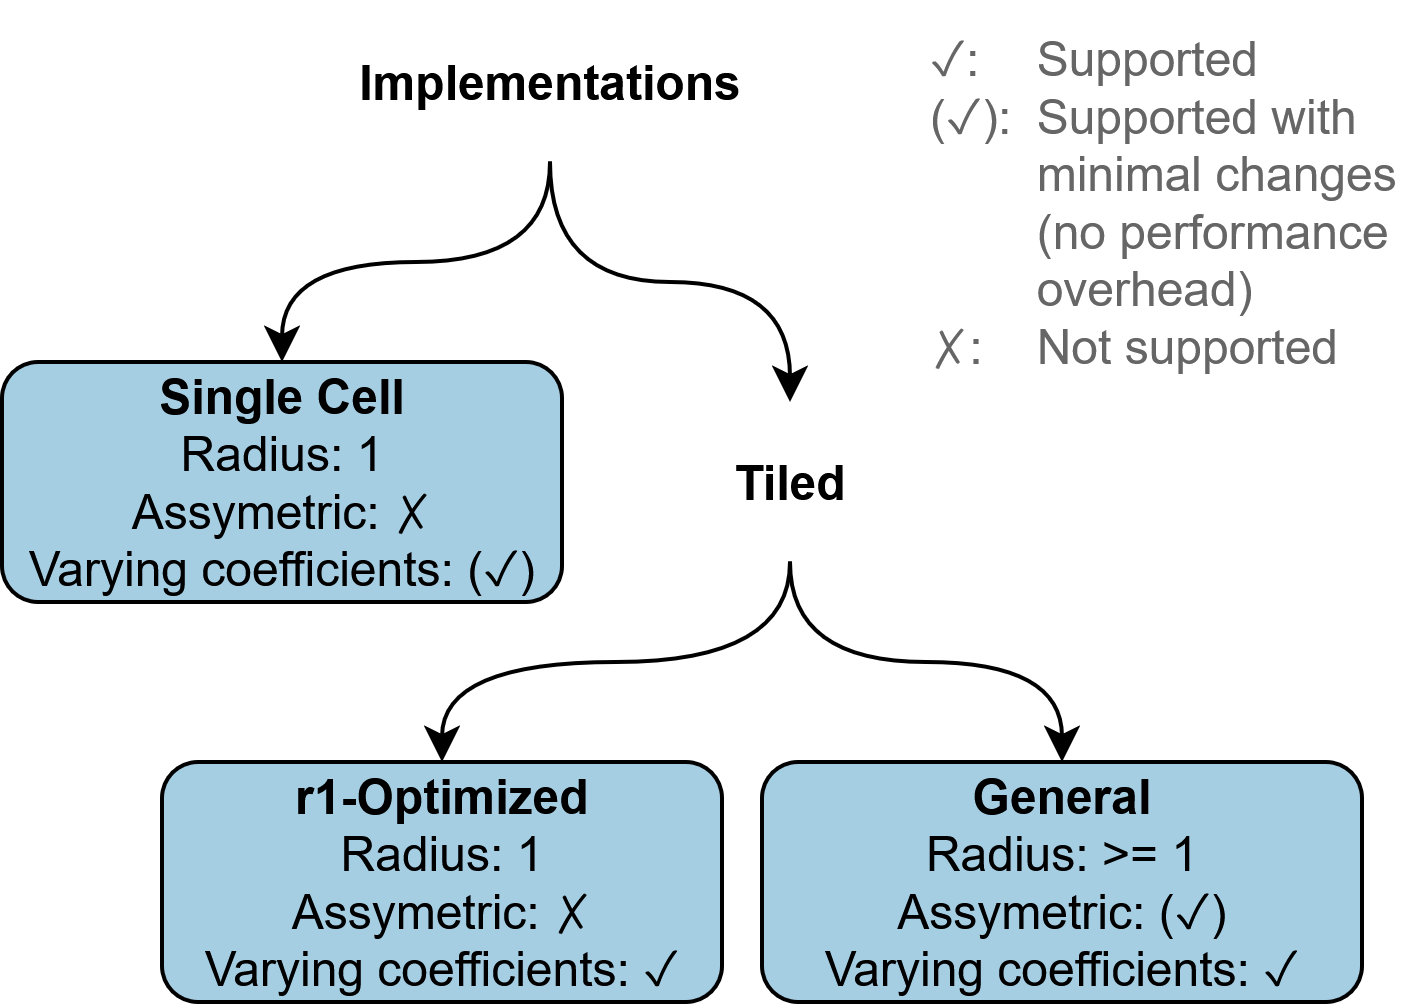 Implementations
✓: Supported
(✓): Supported with
minimal changes
(no performance
overhead)
✗: Not supported
Single Cell
Radius: 1
Assymetric: ✗
Varying coefficients: (✓)
Tiled
r1-Optimized
Radius: 1
Assymetric: ✗
Varying coefficients: ✓
General
Radius: >= 1
Assymetric: (✓)
Varying coefficients: ✓